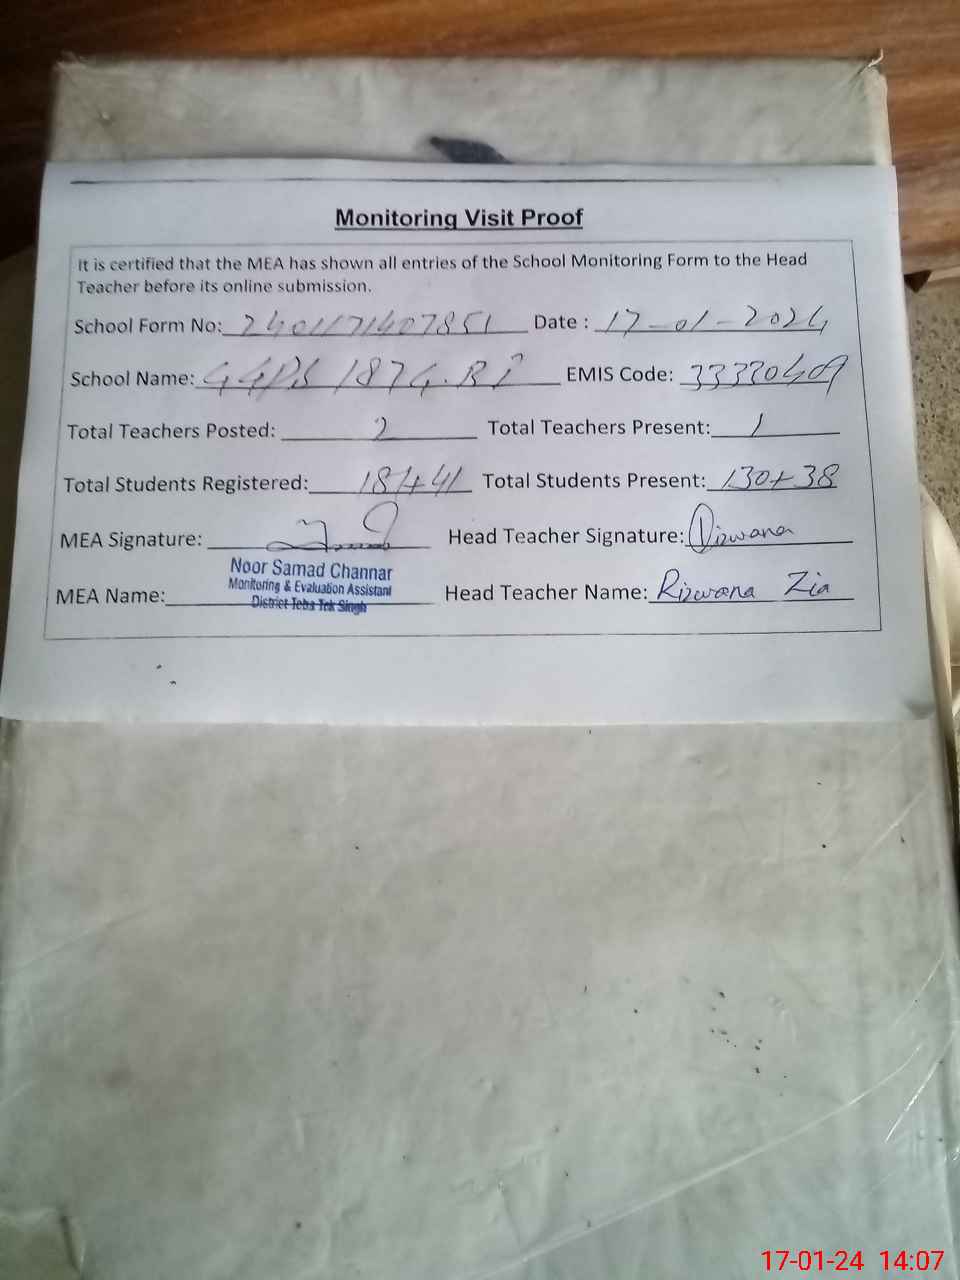 Monitoring Visit Proof
It is certified that the MEA has shown all entries of the School Monitoring Form to the Head
Teacher before its online submission.
School Form No: 2401171407851 Date : 17-01-2024
School Name: GGPS 187 G.B EMIS Code: 33330409
Total Teachers Posted: 2 Total Teachers Present: 1
Total Students Registered: 187+41 Total Students Present: 130+38
MEA Signature: Head Teacher Signature: Rizwana
Noor Samad Channar
Monitoring & Evaluation Assistant
District Toba Tek Singh
MEA Name: Head Teacher Name: Rizwana Zia
17-01-24 14:07